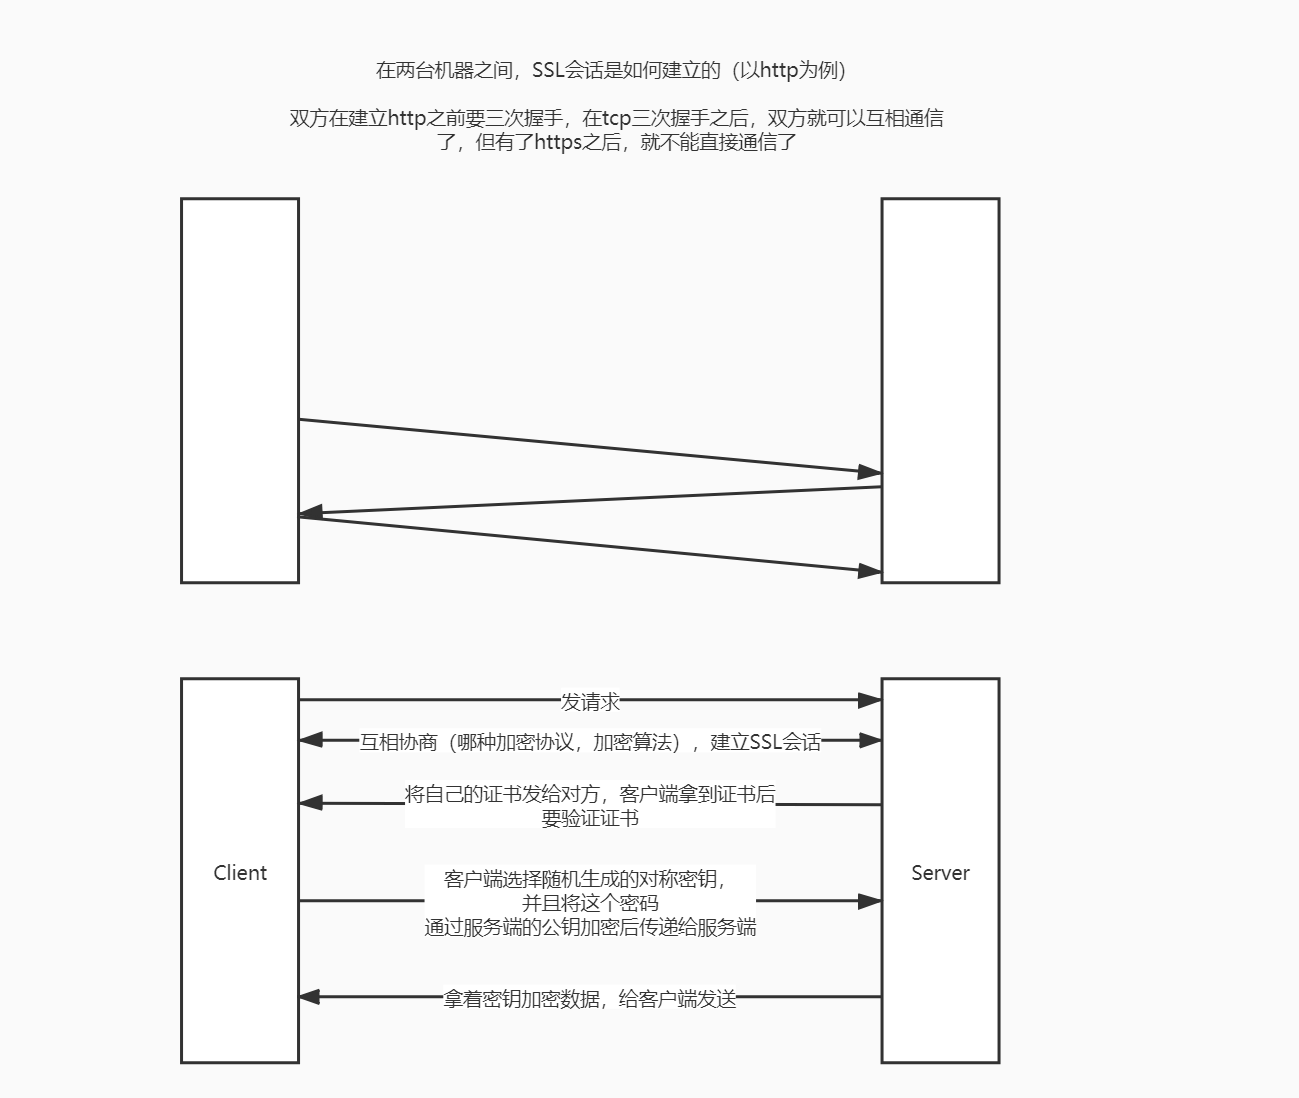 在两台机器之间，SSL会话是如何建立的（以http为例）
双方在建立http之前要三次握手，在tcp三次握手之后，双方就可以互相通信
了，但有了https之后，就不能直接通信了
发请求
互相协商（哪种加密协议，加密算法），建立SSL会话
将自己的证书发给对方，客户端拿到证书后
要验证证书
Client
Server
客户端选择随机生成的对称密钥，
并且将这个密码
通过服务端的公钥加密后传递给服务端
拿着密钥加密数据，给客户端发送